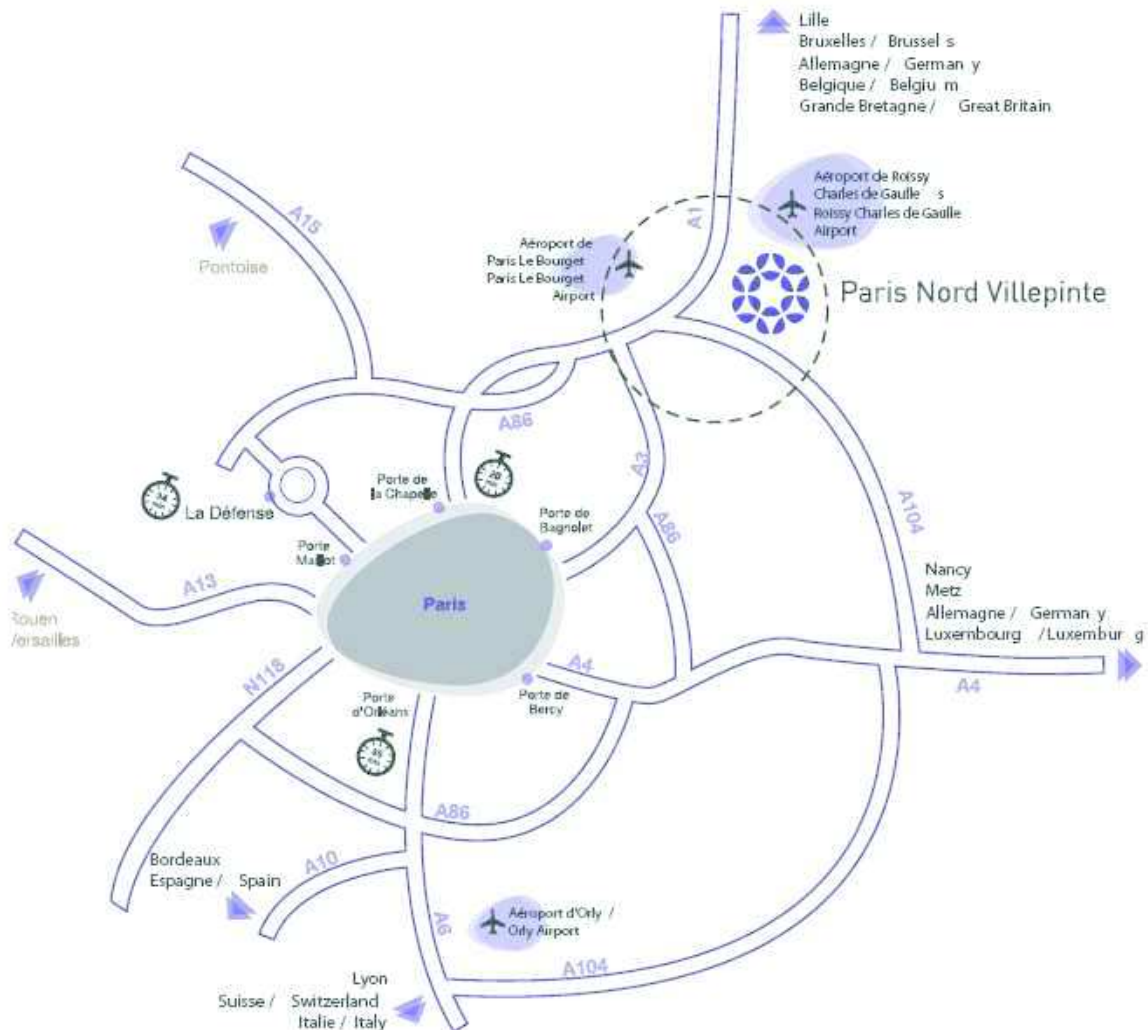 Lille
Bruxelles / Brussel s
Allemagne / German y
Belgique / Belgiu m
Grande Bretagne / Great Britain
Aéroport de Roissy
Charles de Gaulle s
Roissy Charles de Gaulle
Airport
A15
A1
Pontoise
Aéroport de
Paris Le Bourget
Paris Le Bourget
Airport
Paris Nord Villepinte
A86
A3
Porte de
la Chapelle
20
La Défense
Porte de
Bagnolet
A86
A104
Porte
Maillot
A13
Rouen
Versailles
Paris
Nancy
Metz
Allemagne / German y
Luxembourg /Luxembur g
A4
A4
N118
Porte
d'Orléans
Porte de
Bercy
A86
Bordeaux
Espagne / Spain
A10
A6
Aéroport d'Orly /
Orly Airport
A104
Lyon
Suisse / Switzerland
Italie / Italy